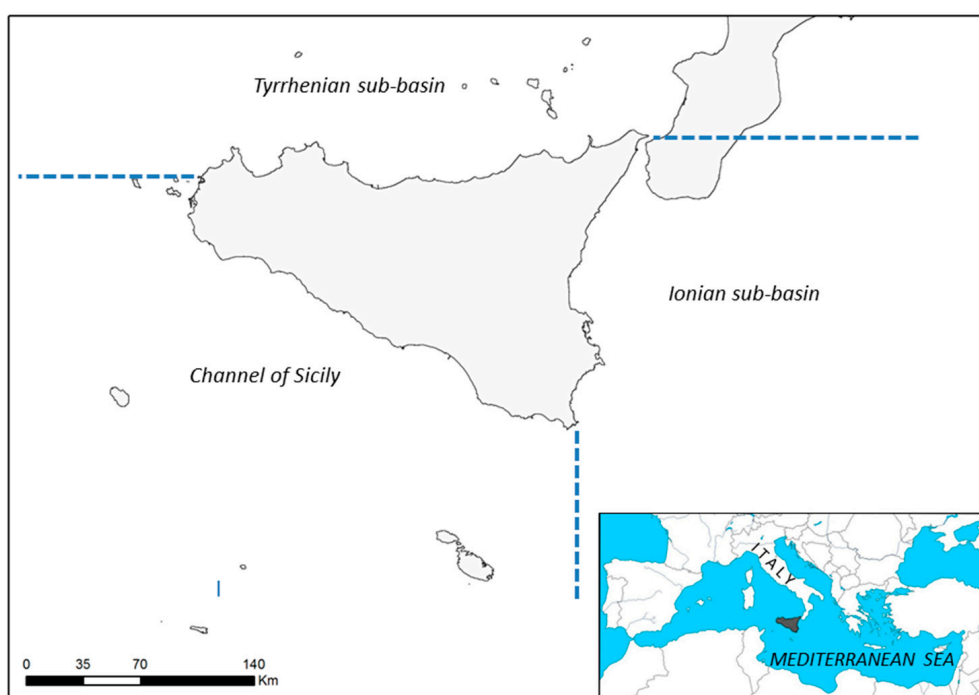 Tyrrhenian sub-basin
Ionian sub-basin
Channel of Sicily
ITALY
MEDITERRANEAN SEA
0 35 70 140
Km